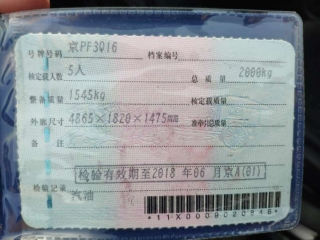 号牌号码 京PF3Q16 档案编号
核定载人数 5人 总质量 2000kg
整备质量 1545kg 核定载质量
外廓尺寸 4865×1820×1475mm 准牵总质量
备注
检验有效期至2018年06月京A(01)
检验记录 汽油